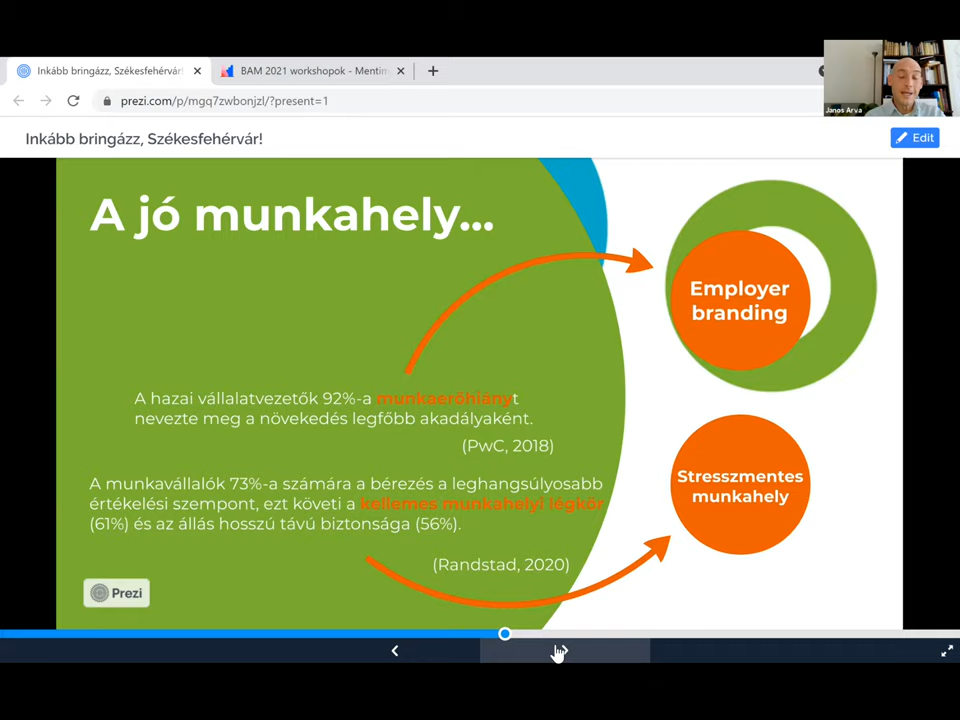 Inkább bringázz, Székesfehérvár!
BAM 2021 workshopok - Mentim
prezi.com/p/mgq7zwbonjzl/?present=1
Janos Arva
Inkább bringázz, Székesfehérvár!
Edit
A jó munkahely...
Employer
branding
A hazai vállalatvezetők 92%-a munkaerőhiányt
nevezte meg a növekedés legfőbb akadályaként.
(PwC, 2018)
A munkavállalók 73%-a számára a bérezés a leghangsúlyosabb
értékelési szempont, ezt követi a kellemes munkahelyi légkör
(61%) és az állás hosszú távú biztonsága (56%).
(Randstad, 2020)
Stresszmentes
munkahely
Prezi